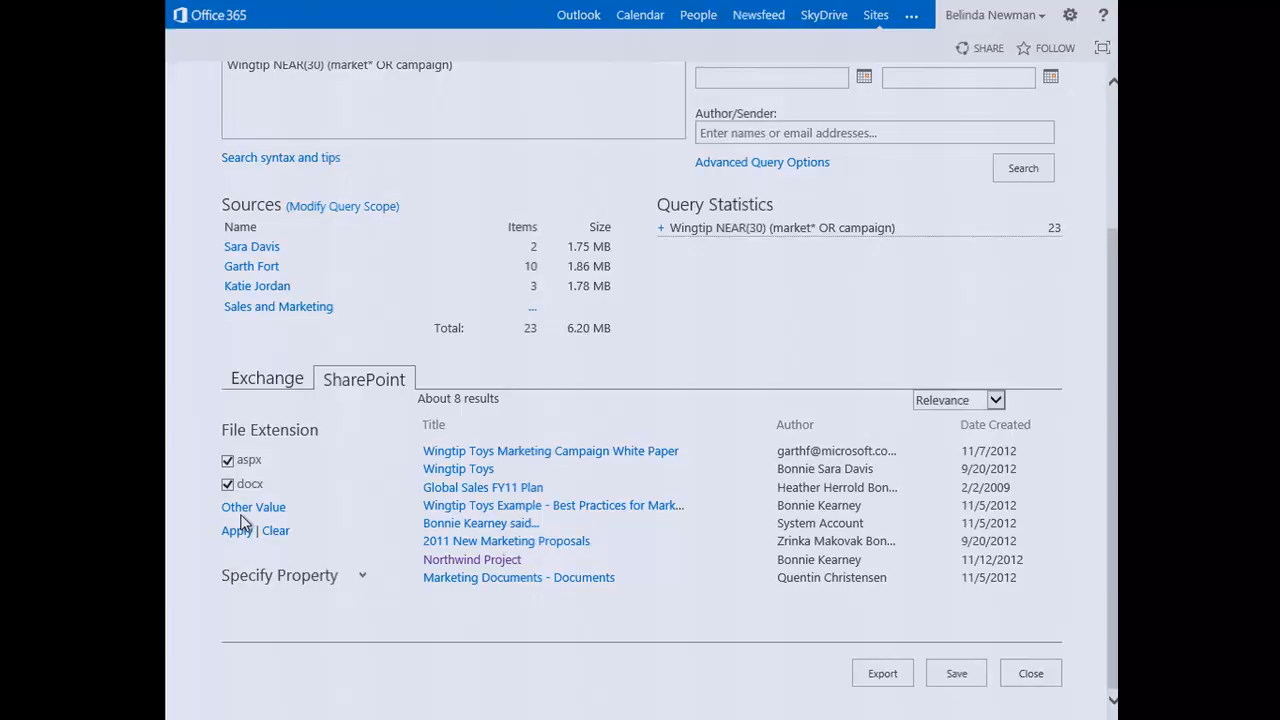 Office 365 Outlook Calendar People Newsfeed SkyDrive Sites ... Belinda Newman ?
SHARE FOLLOW
Wingtip NEAR(30) (market* OR campaign)
Author/Sender:
Enter names or email addresses...
Search syntax and tips
Advanced Query Options
Search
Sources (Modify Query Scope)
Name Items Size
Sara Davis 2 1.75 MB
Garth Fort 10 1.86 MB
Katie Jordan 3 1.78 MB
Sales and Marketing ...
Total: 23 6.20 MB
Query Statistics
+ Wingtip NEAR(30) (market* OR campaign) 23
Exchange SharePoint
About 8 results
Relevance
File Extension
aspx
docx
Other Value
Apply | Clear
Specify Property
Title Author Date Created
Wingtip Toys Marketing Campaign White Paper garthf@microsoft.co... 11/7/2012
Wingtip Toys Bonnie Sara Davis 9/20/2012
Global Sales FY11 Plan Heather Herrold Bon... 2/2/2009
Wingtip Toys Example - Best Practices for Mark... Bonnie Kearney 11/5/2012
Bonnie Kearney said... System Account 11/5/2012
2011 New Marketing Proposals Zrinka Makovak Bon... 9/20/2012
Northwind Project Bonnie Kearney 11/12/2012
Marketing Documents - Documents Quentin Christensen 11/5/2012
Export Save Close